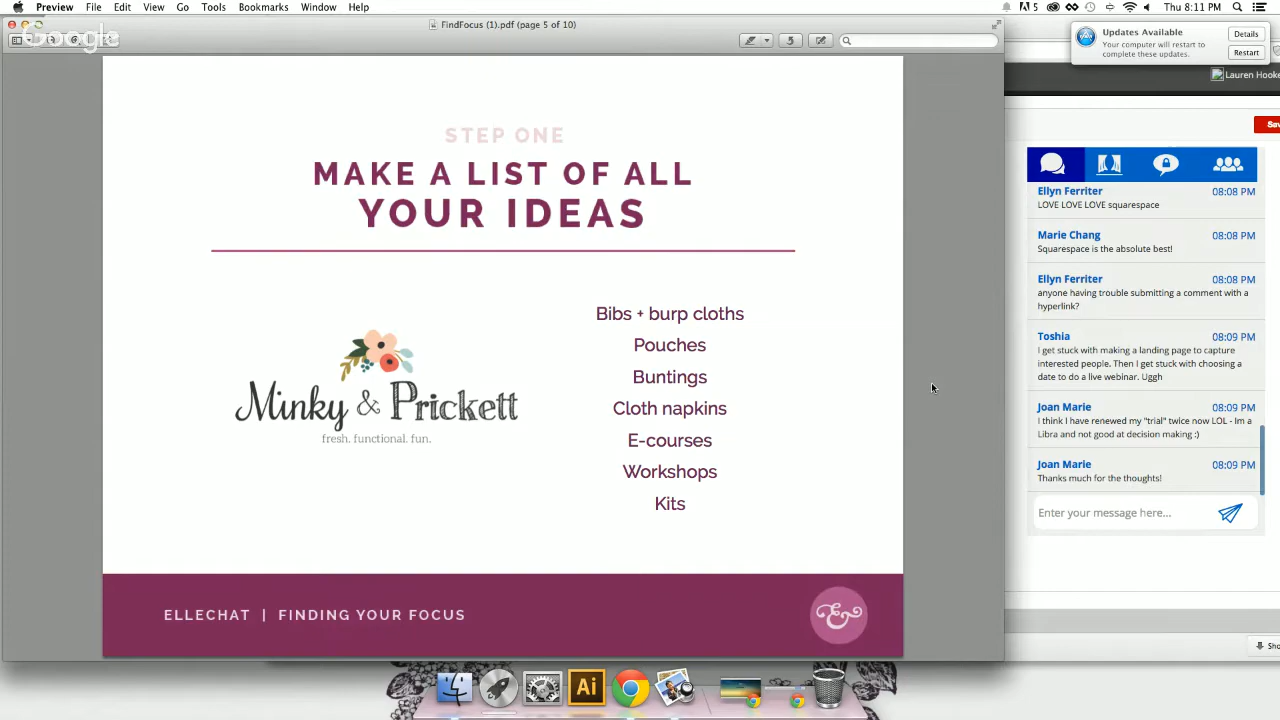 Preview File Edit View Go Tools Bookmarks Window Help
5 Thu 8:11 PM
Google
FindFocus (1).pdf (page 5 of 10)
Updates Available
Your computer will restart to
complete these updates.
Details
Restart
Lauren Hooke
STEP ONE
MAKE A LIST OF ALL
YOUR IDEAS
Minky & Prickett
fresh. functional. fun.
Bibs + burp cloths
Pouches
Buntings
Cloth napkins
E-courses
Workshops
Kits
ELLECHAT | FINDING YOUR FOCUS
&
Sav
Ellyn Ferriter 08:08 PM
LOVE LOVE LOVE squarespace
Marie Chang 08:08 PM
Squarespace is the absolute best!
Ellyn Ferriter 08:08 PM
anyone having trouble submitting a comment with a
hyperlink?
Toshia 08:09 PM
I get stuck with making a landing page to capture
interested people. Then I get stuck with choosing a
date to do a live webinar. Uggh
Joan Marie 08:09 PM
I think I have renewed my "trial" twice now LOL - Im a
Libra and not good at decision making :)
Joan Marie 08:09 PM
Thanks much for the thoughts!
Enter your message here...
Sho
Ai